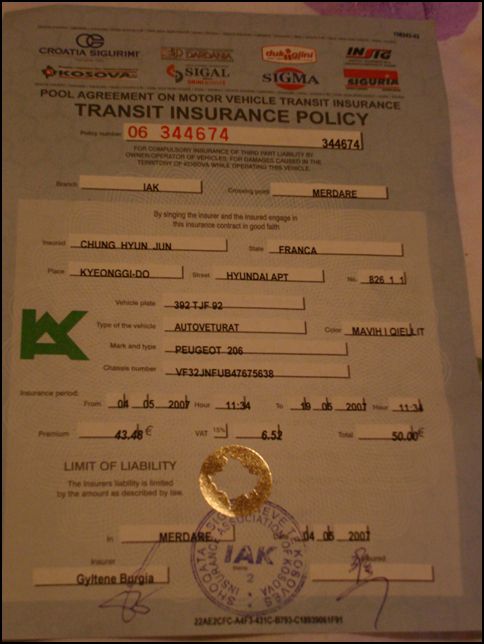 CROATIA SIGURIMI DARDANIA dukagjini INSIG
KOSOVA SIGAL SIGMA SIGURIA
POOL AGREEMENT ON MOTOR VEHICLE TRANSIT INSURANCE
TRANSIT INSURANCE POLICY
Policy number 06 344674 344674
FOR COMPULSORY INSURANCE OF THIRD PART LIABILITY BY
OWNER/OPERATOR OF VEHICLES, FOR DAMAGES CAUSED IN THE
TERRITORY OF KOSOVA WHILE OPERATING THIS VEHICLE
Branch IAK Crossing point MERDARE
By singing the insurer and the insured engage in
this insurance contract in good faith
Insured CHUNG HYUN JUN State FRANCA
Place KYEONGGI-DO Street HYUNDAI APT No. 826 1 1
Vehicle plate 392 TJF 92
Type of the vehicle AUTOVETURAT Color MAVIH I QIELLIT
Mark and type PEUGEOT 206
Chassis number VF32JNFUB47675638
Insurance period:
From 04 05 2007 Hour 11:34 To 19 05 2007 Hour 11:34
Premium 43.48 € VAT 15% 6.52 Total 50.00 €
LIMIT OF LIABILITY
The insurers liability is limited
by the amount as described by law.
In MERDARE 04 05 2007
IAK
INSURANCE ASSOCIATION OF KOSOVA
2
Insurer Insured
Gyltene Burgia